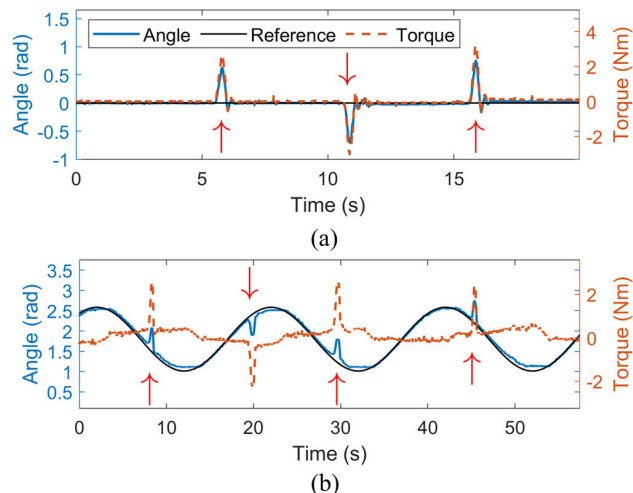 Angle Reference Torque
Angle (rad)
1.5
1
0.5
0
-0.5
-1
Torque (Nm)
4
2
0
-2
0 5 10 15
Time (s)
(a)
Angle (rad)
3.5
3
2.5
2
1.5
1
0.5
Torque (Nm)
2
0
-2
0 10 20 30 40 50
Time (s)
(b)